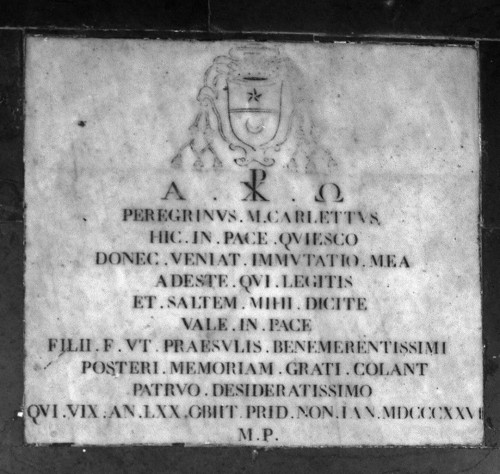 Α . ☧ . Ω
PEREGRINVS . M . CARLETTVS
HIC . IN . PACE . QVIESCO
DONEC . VENIAT . IMMVTATIO . MEA
ADESTE . QVI . LEGITIS
ET . SALTEM . MIHI . DICITE
VALE . IN . PACE
FILII . F . VT . PRAESVLIS . BENEMERENTISSIMI
POSTERI . MEMORIAM . GRATI . COLANT
PATRVO . DESIDERATISSIMO
QVI . VIX . AN . LXX . OBIIT . PRID . NON . IAN . MDCCCXXVI
M . P .